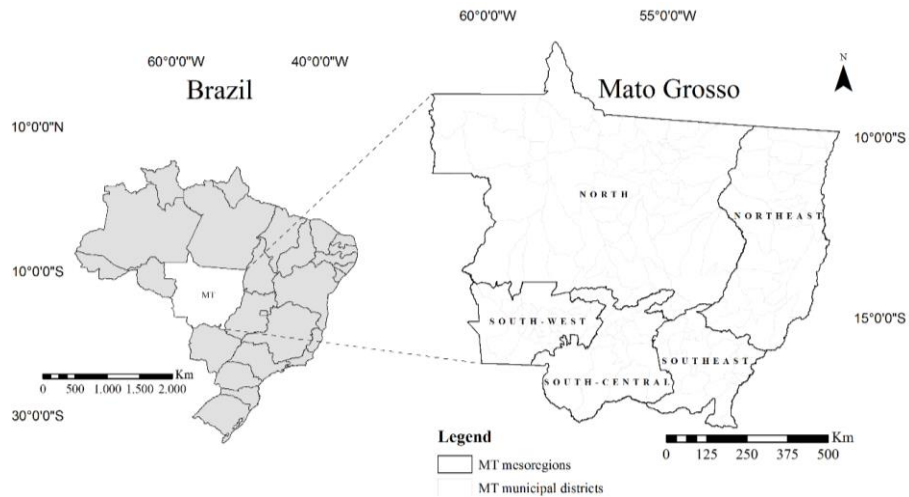 60°0'0"W 55°0'0"W
60°0'0"W 40°0'0"W
N
Brazil
Mato Grosso
10°0'0"N
10°0'0"S
NORTH
NORTHEAST
10°0'0"S
MT
15°0'0"S
SOUTH-WEST
SOUTHEAST
SOUTH-CENTRAL
Km
0 500 1.000 1.500 2.000
30°0'0"S
Legend
MT mesoregions
MT municipal districts
Km
0 125 250 375 500